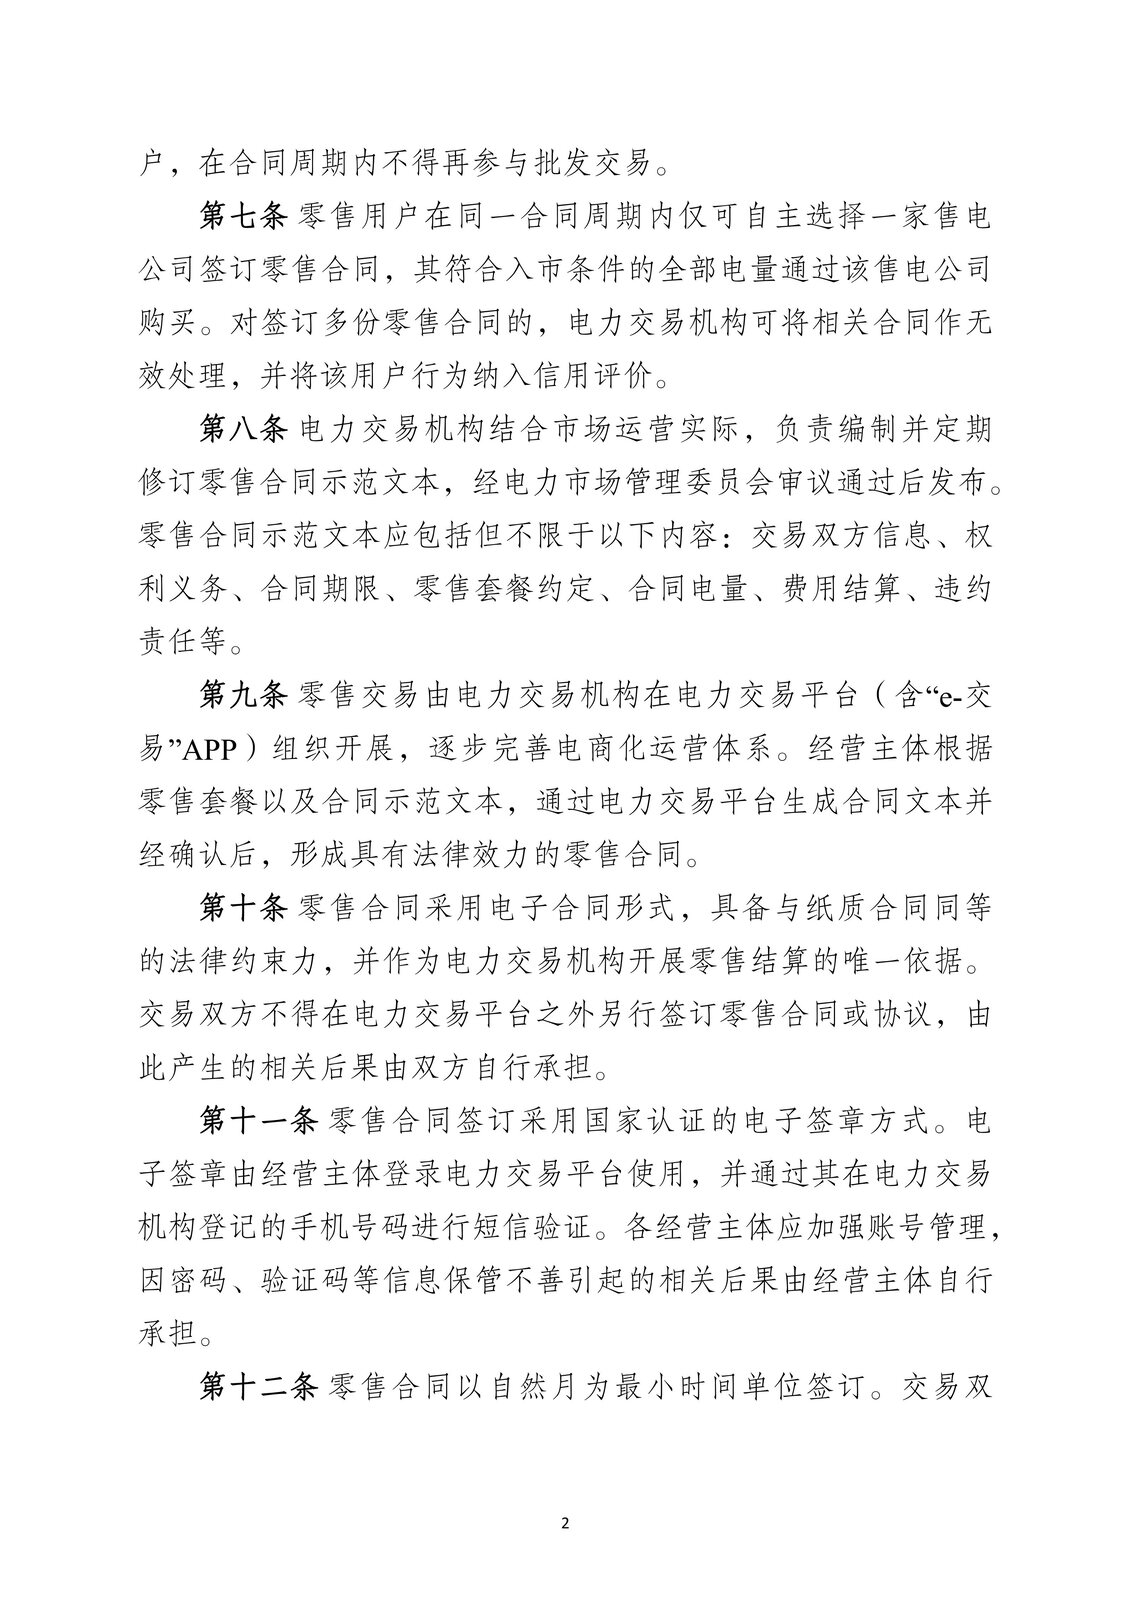 户，在合同周期内不得再参与批发交易。
第七条 零售用户在同一合同周期内仅可自主选择一家售电
公司签订零售合同，其符合入市条件的全部电量通过该售电公司
购买。对签订多份零售合同的，电力交易机构可将相关合同作无
效处理，并将该用户行为纳入信用评价。
第八条 电力交易机构结合市场运营实际，负责编制并定期
修订零售合同示范文本，经电力市场管理委员会审议通过后发布。
零售合同示范文本应包括但不限于以下内容：交易双方信息、权
利义务、合同期限、零售套餐约定、合同电量、费用结算、违约
责任等。
第九条 零售交易由电力交易机构在电力交易平台（含“e-交
易”APP）组织开展，逐步完善电商化运营体系。经营主体根据
零售套餐以及合同示范文本，通过电力交易平台生成合同文本并
经确认后，形成具有法律效力的零售合同。
第十条 零售合同采用电子合同形式，具备与纸质合同同等
的法律约束力，并作为电力交易机构开展零售结算的唯一依据。
交易双方不得在电力交易平台之外另行签订零售合同或协议，由
此产生的相关后果由双方自行承担。
第十一条 零售合同签订采用国家认证的电子签章方式。电
子签章由经营主体登录电力交易平台使用，并通过其在电力交易
机构登记的手机号码进行短信验证。各经营主体应加强账号管理，
因密码、验证码等信息保管不善引起的相关后果由经营主体自行
承担。
第十二条 零售合同以自然月为最小时间单位签订。交易双
2